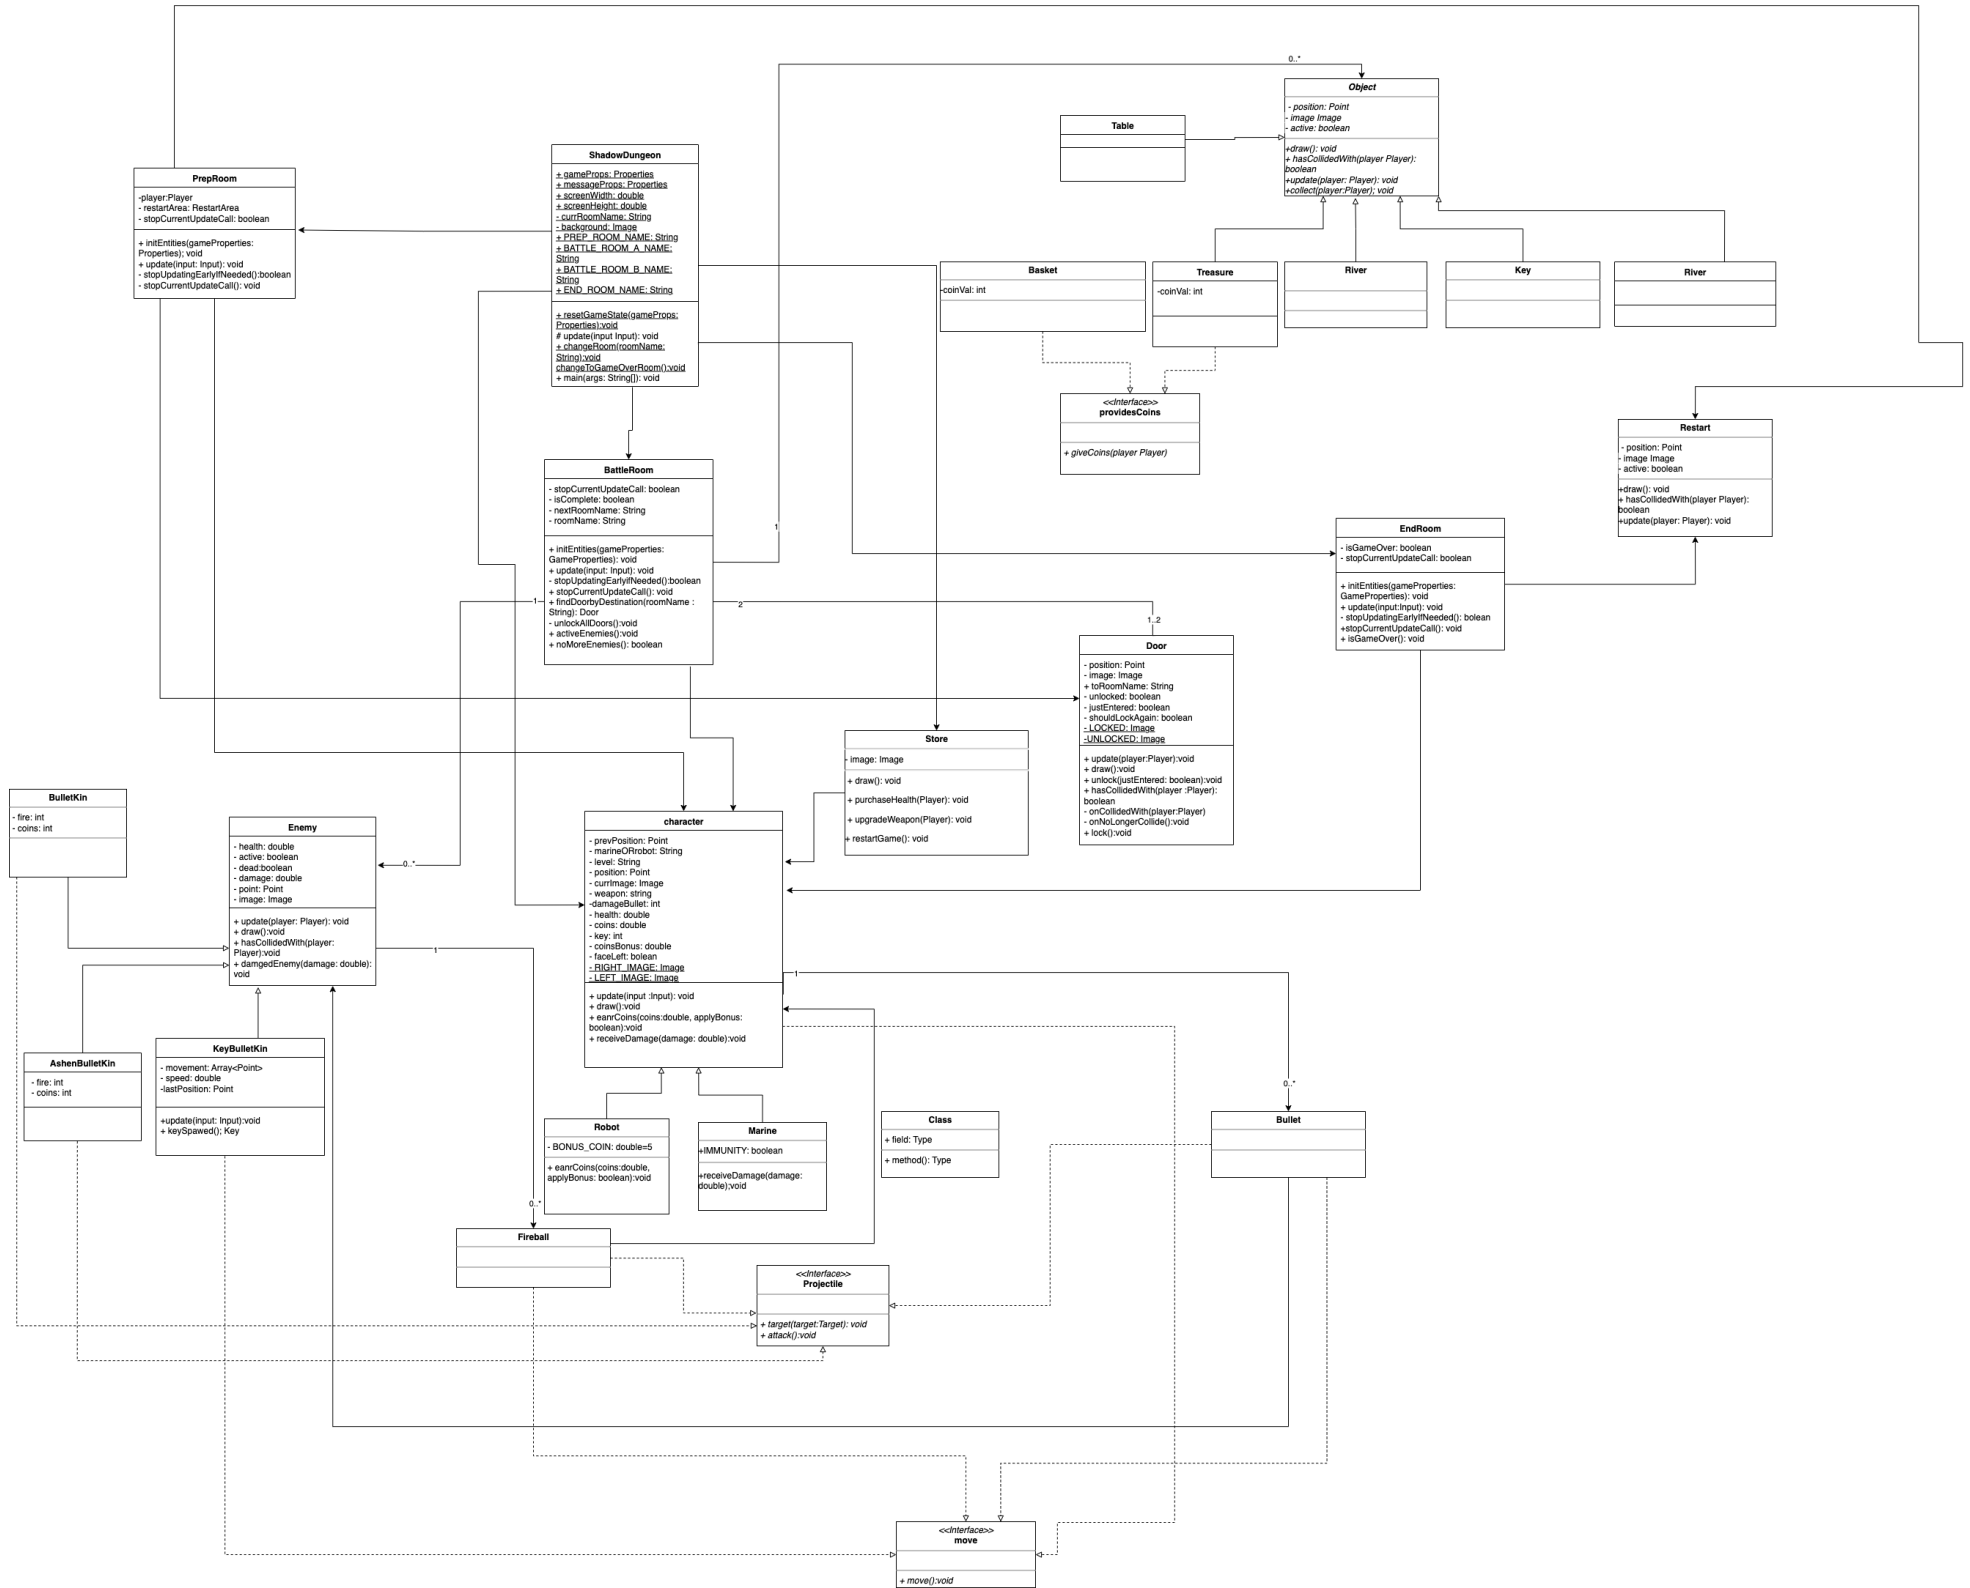 0..*
Object
- position: Point
- image Image
- active: boolean
+draw(): void
+ hasCollidedWith(player Player):
boolean
+update(player: Player): void
+collect(player:Player); void
Table
ShadowDungeon
+ gameProps: Properties
+ messageProps: Properties
+ screenWidth: double
+ screenHeight: double
- currRoomName: String
- background: Image
+ PREP_ROOM_NAME: String
+ BATTLE_ROOM_A_NAME:
String
+ BATTLE_ROOM_B_NAME:
String
+ END_ROOM_NAME: String
+ resetGameState(gameProps:
Properties):void
# update(input Input): void
+ changeRoom(roomName:
String):void
changeToGameOverRoom():void
+ main(args: String[]): void
PrepRoom
-player:Player
- restartArea: RestartArea
- stopCurrentUpdateCall: boolean
+ initEntities(gameProperties:
Properties); void
+ update(input: Input): void
- stopUpdatingEarlyIfNeeded():boolean
- stopCurrentUpdateCall(): void
Basket
-coinVal: int
Treasure
-coinVal: int
River
Key
River
<<Interface>>
providesCoins
+ giveCoins(player Player)
Restart
- position: Point
- image Image
- active: boolean
+draw(): void
+ hasCollidedWith(player Player):
boolean
+update(player: Player): void
BattleRoom
- stopCurrentUpdateCall: boolean
- isComplete: boolean
- nextRoomName: String
- roomName: String
+ initEntities(gameProperties:
GameProperties): void
+ update(input: Input): void
- stopUpdatingEarlyifNeeded():boolean
+ stopCurrentUpdateCall(): void
+ findDoorbyDestination(roomName :
String): Door
- unlockAllDoors():void
+ activeEnemies():void
+ noMoreEnemies(): boolean
1
1
2
1..2
EndRoom
- isGameOver: boolean
- stopCurrentUpdateCall: boolean
+ initEntities(gameProperties:
GameProperties): void
+ update(input:Input): void
- stopUpdatingEarlyIfNeeded(): bolean
+stopCurrentUpdateCall(): void
+ isGameOver(): void
Door
- position: Point
- image: Image
+ toRoomName: String
- unlocked: boolean
- justEntered: boolean
- shouldLockAgain: boolean
- LOCKED: Image
-UNLOCKED: Image
+ update(player:Player):void
+ draw():void
+ unlock(justEntered: boolean):void
+ hasCollidedWith(player :Player):
boolean
- onCollidedWith(player:Player)
- onNoLongerCollide():void
+ lock():void
Store
- image: Image
+ draw(): void
+ purchaseHealth(Player): void
+ upgradeWeapon(Player): void
+ restartGame(): void
BulletKin
- fire: int
- coins: int
Enemy
- health: double
- active: boolean
- dead:boolean
- damage: double
- point: Point
- image: Image
+ update(player: Player): void
+ draw():void
+ hasCollidedWith(player:
Player):void
+ damgedEnemy(damage: double):
void
0..*
1
character
- prevPosition: Point
- marineORrobot: String
- level: String
- position: Point
- currImage: Image
- weapon: string
-damageBullet: int
- health: double
- coins: double
- key: int
- coinsBonus: double
- faceLeft: bolean
- RIGHT_IMAGE: Image
- LEFT_IMAGE: Image
+ update(input :Input): void
+ draw():void
+ eanrCoins(coins:double, applyBonus:
boolean):void
+ receiveDamage(damage: double):void
1
0..*
AshenBulletKin
- fire: int
- coins: int
KeyBulletKin
- movement: Array<Point>
- speed: double
-lastPosition: Point
+update(input: Input):void
+ keySpawed(); Key
Robot
- BONUS_COIN: double=5
+ eanrCoins(coins:double,
applyBonus: boolean):void
Marine
+IMMUNITY: boolean
+receiveDamage(damage:
double);void
Class
+ field: Type
+ method(): Type
Bullet
0..*
Fireball
<<Interface>>
Projectile
+ target(target:Target): void
+ attack():void
<<Interface>>
move
+ move():void